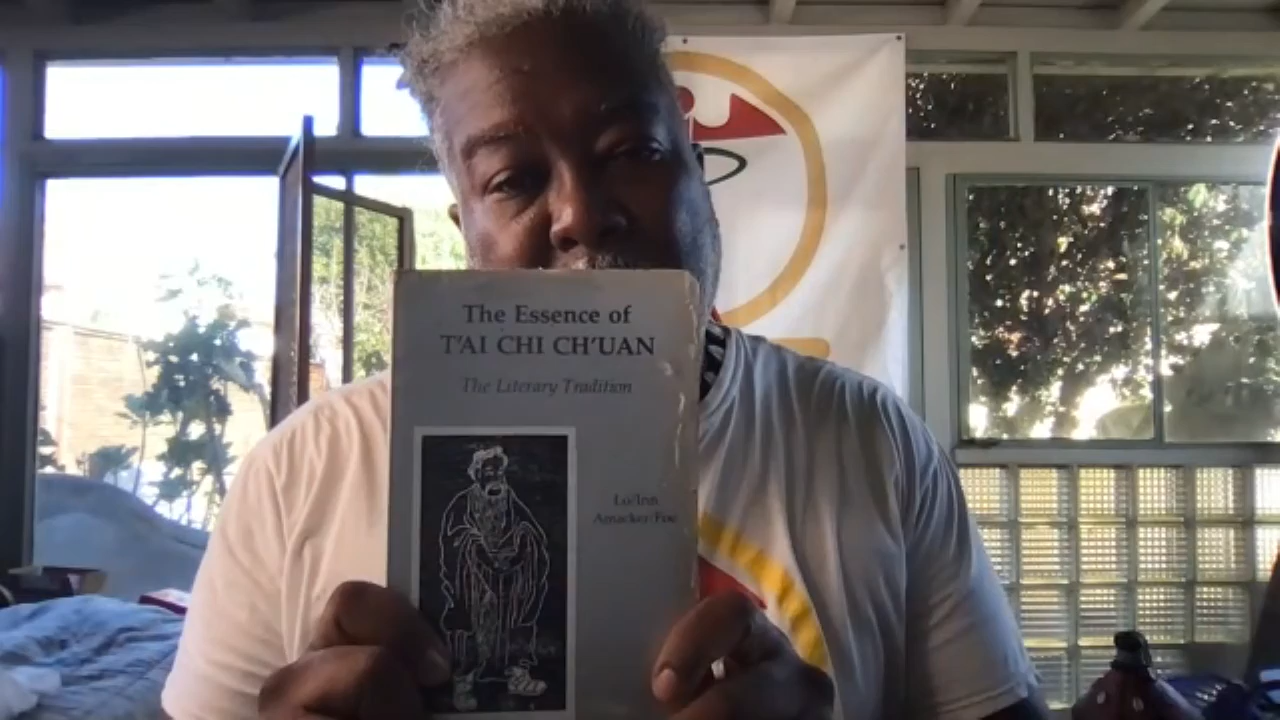 The Essence of
T'AI CHI CH'UAN
The Literary Tradition
Lo/Inn
Amacker/Foe